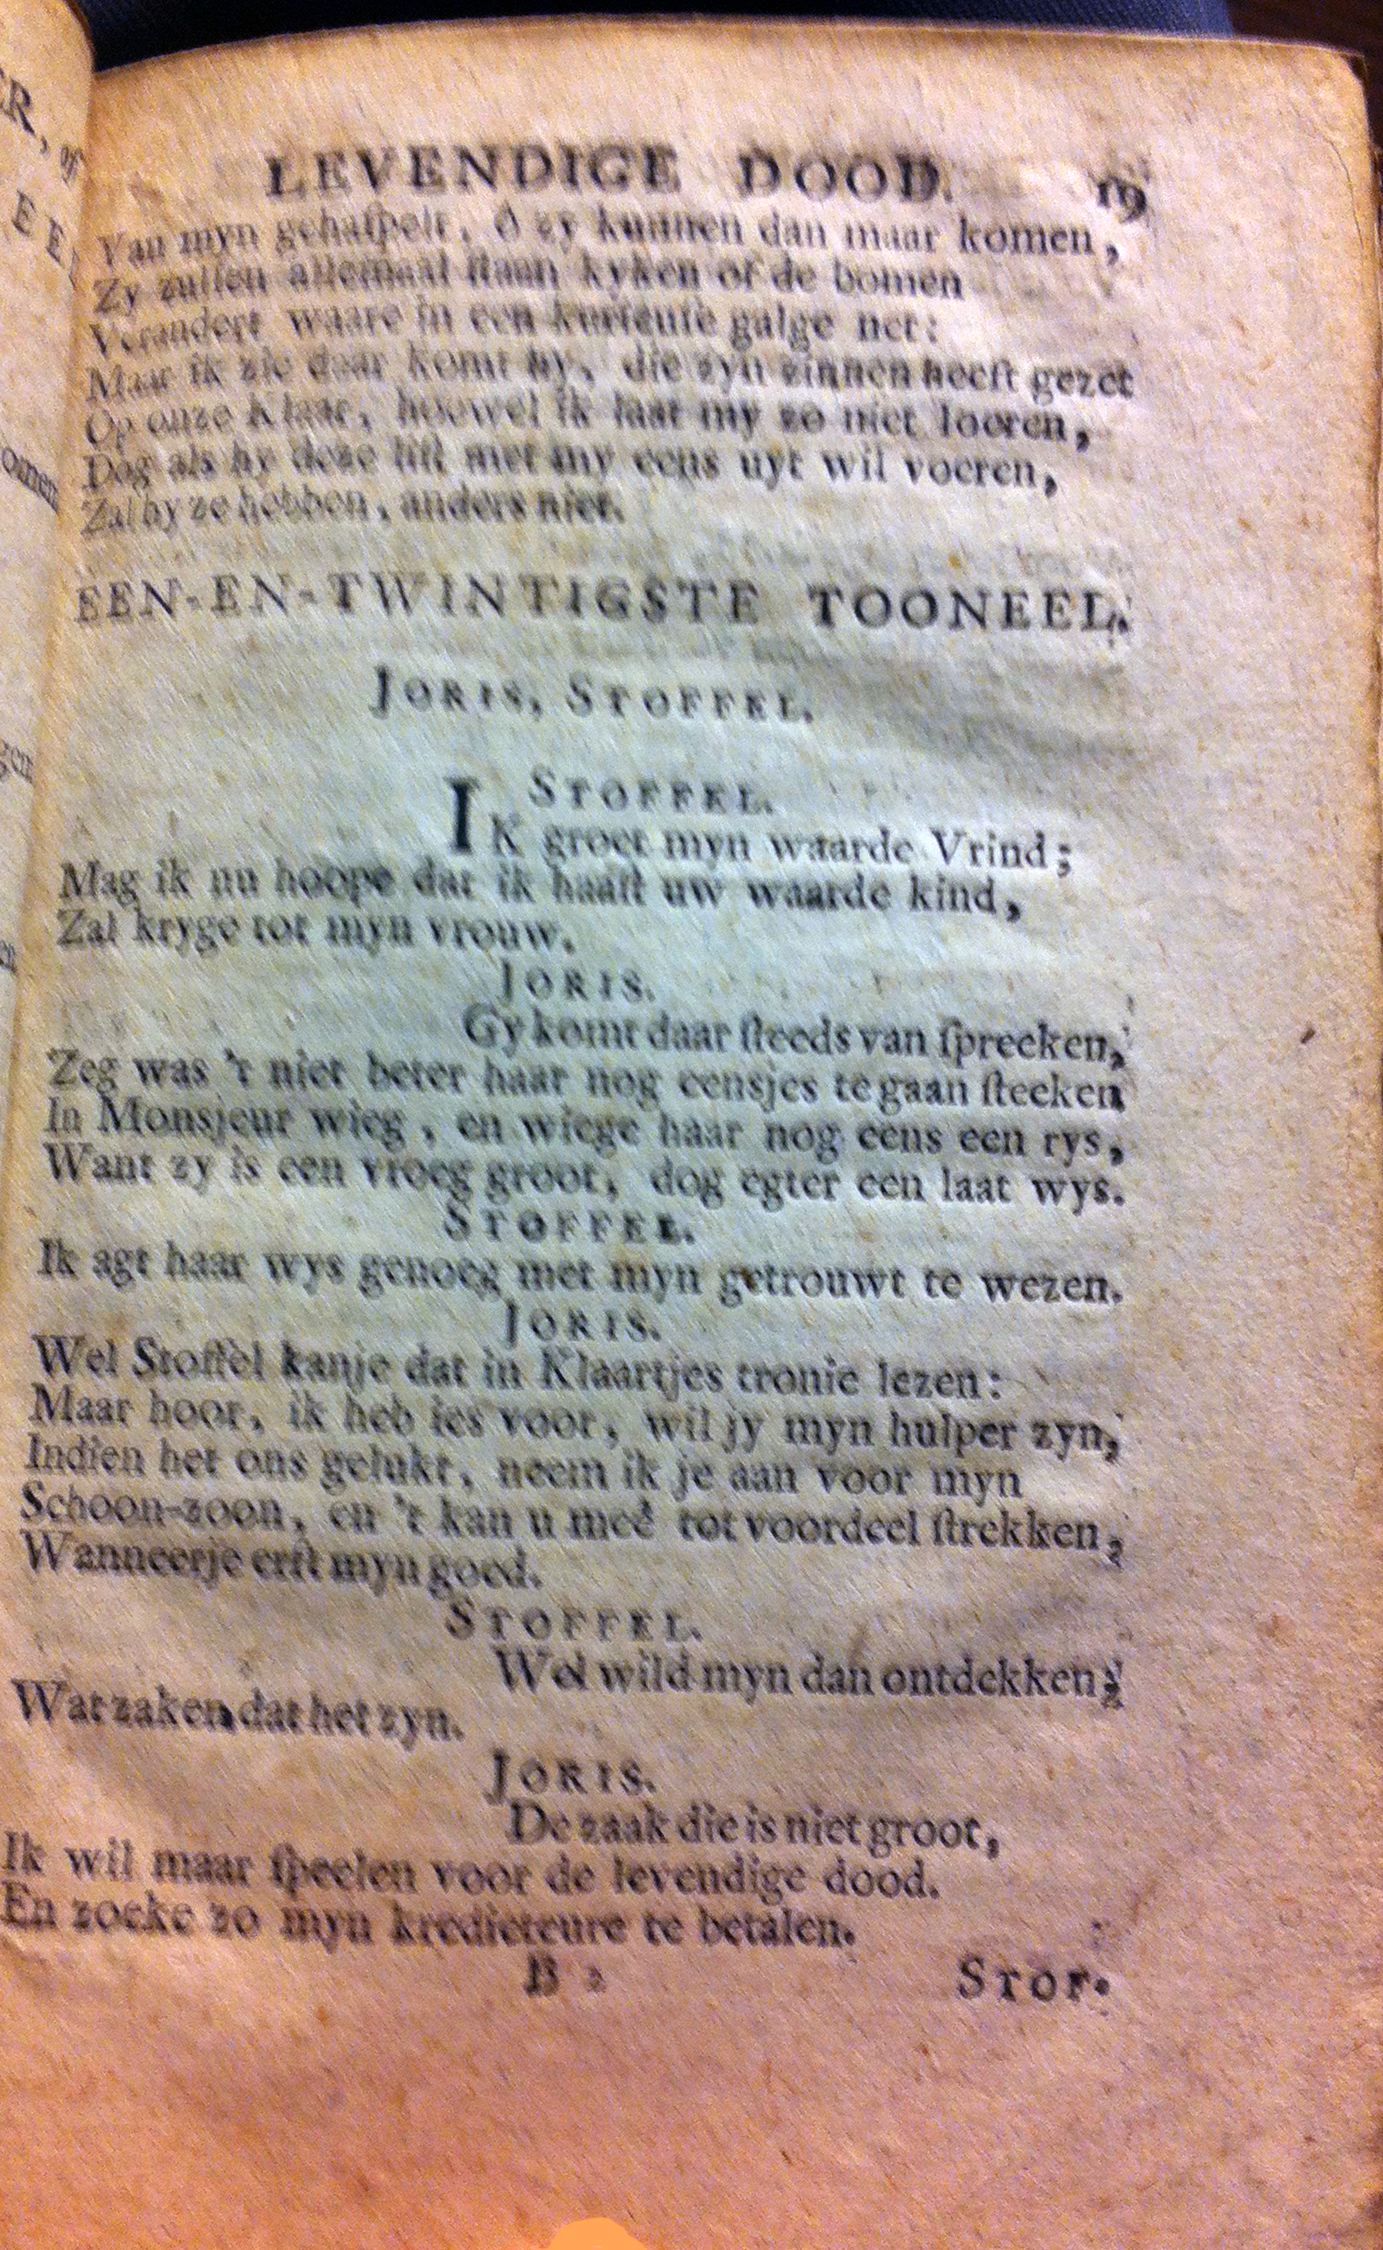 LEVENDIGE DOOD. 19
Van myn gehaſpelt, ô zy kunnen dan maar komen,
Zy zullen allemaal ſtaan kyken of de bomen
Verandert waare in een kurieuſe galge net:
Maar ik zie daar komt hy, die zyn zinnen heeft gezet
Op onze Klaar, hoewel ik laat my zo niet looren,
Dog als hy deze liſt met my eens uyt wil voeren,
Zal hy ze hebben, anders niet.
EEN-EN-TWINTIGSTE TOONEEL.
JORIS, STOFFEL.
STOFFEL.
IK groet myn waarde Vrind;
Mag ik nu hoope dat ik haaſt uw waarde kind,
Zal kryge tot myn vrouw.
JORIS.
Gy komt daar ſteeds van ſpreeken,
Zeg was 't niet beter haar nog eensjes te gaan ſteeken
In Monsjeur wieg, en wiege haar nog eens een rys,
Want zy is een vroeg groot, dog egter een laat wys.
STOFFEL.
Ik agt haar wys genoeg met myn getrouwt te wezen.
JORIS.
Wel Stoffel kanje dat in Klaartjes tronie lezen:
Maar hoor, ik heb ies voor, wil jy myn hulper zyn,
Indien het ons gelukt, neem ik je aan voor myn
Schoon-zoon, en 't kan u meê tot voordeel ſtrekken,
Wanneerje erft myn goed.
STOFFEL.
Wel wild myn dan ontdekken;
Wat zaken dat het zyn.
JORIS.
De zaak die is niet groot,
Ik wil maar ſpeelen voor de levendige dood.
En zoeke zo myn kredieteure te betalen.
B 2 STOF.